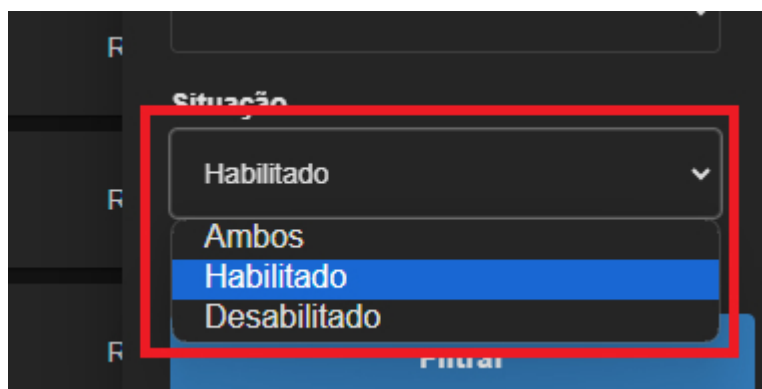 R
Situação
Habilitado
R
Ambos
Habilitado
Desabilitado
R
Filtrar